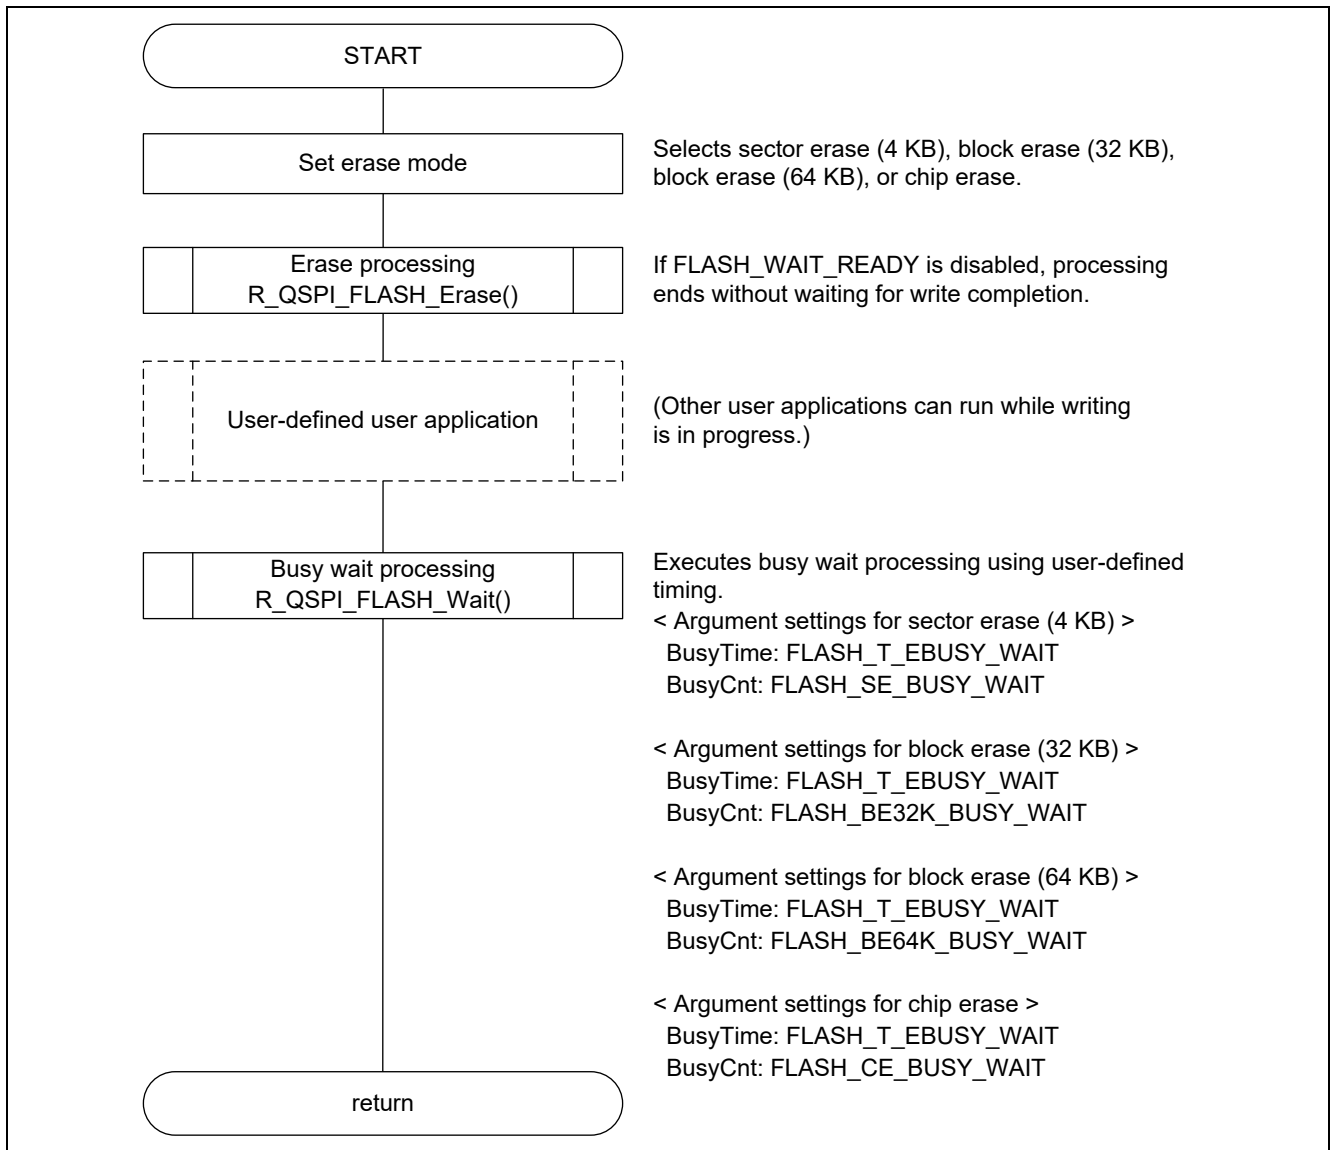 START
Set erase mode
Selects sector erase (4 KB), block erase (32 KB),
block erase (64 KB), or chip erase.
Erase processing
R_QSPI_FLASH_Erase()
If FLASH_WAIT_READY is disabled, processing
ends without waiting for write completion.
User-defined user application
(Other user applications can run while writing
is in progress.)
Busy wait processing
R_QSPI_FLASH_Wait()
Executes busy wait processing using user-defined
timing.
< Argument settings for sector erase (4 KB) >
BusyTime: FLASH_T_EBUSY_WAIT
BusyCnt: FLASH_SE_BUSY_WAIT
< Argument settings for block erase (32 KB) >
BusyTime: FLASH_T_EBUSY_WAIT
BusyCnt: FLASH_BE32K_BUSY_WAIT
< Argument settings for block erase (64 KB) >
BusyTime: FLASH_T_EBUSY_WAIT
BusyCnt: FLASH_BE64K_BUSY_WAIT
< Argument settings for chip erase >
BusyTime: FLASH_T_EBUSY_WAIT
BusyCnt: FLASH_CE_BUSY_WAIT
return